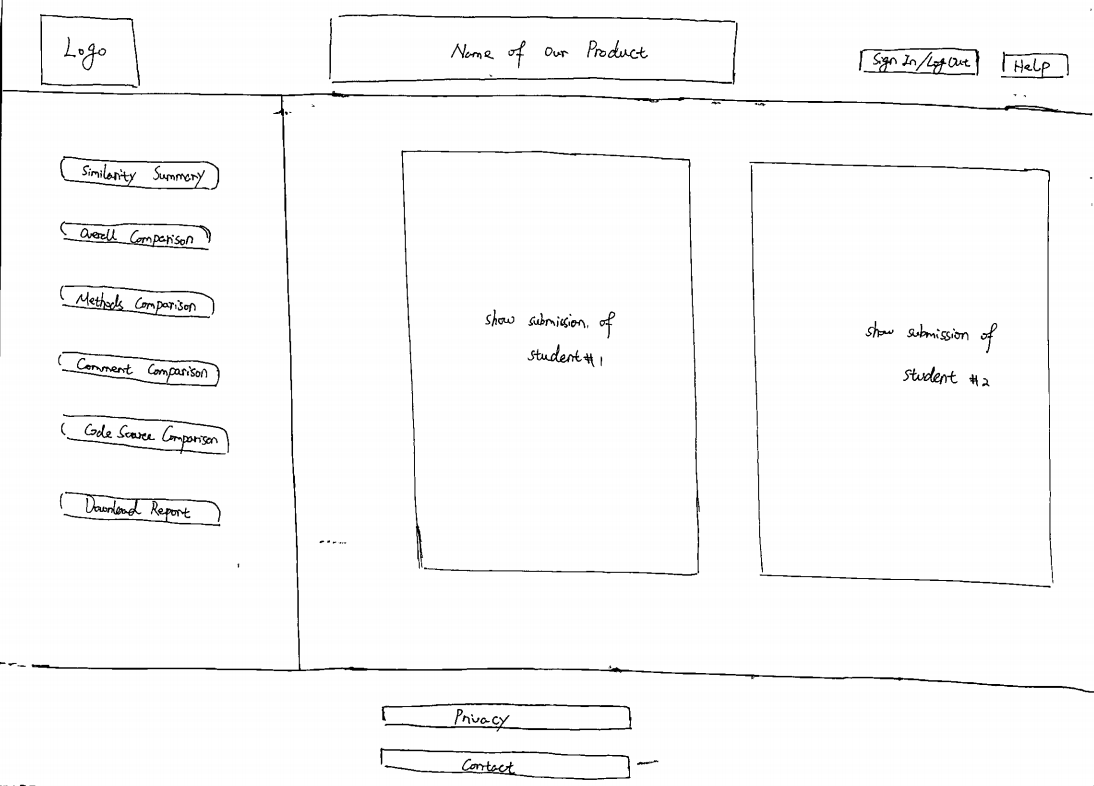 Logo
Name of our Product
Sign In/Log Out
Help
Similarity Summary
Overall Comparison
Methods Comparison
Comment Comparison
Code Source Comparison
Download Report
show submission of
student #1
show submission of
student #2
Privacy
Contact